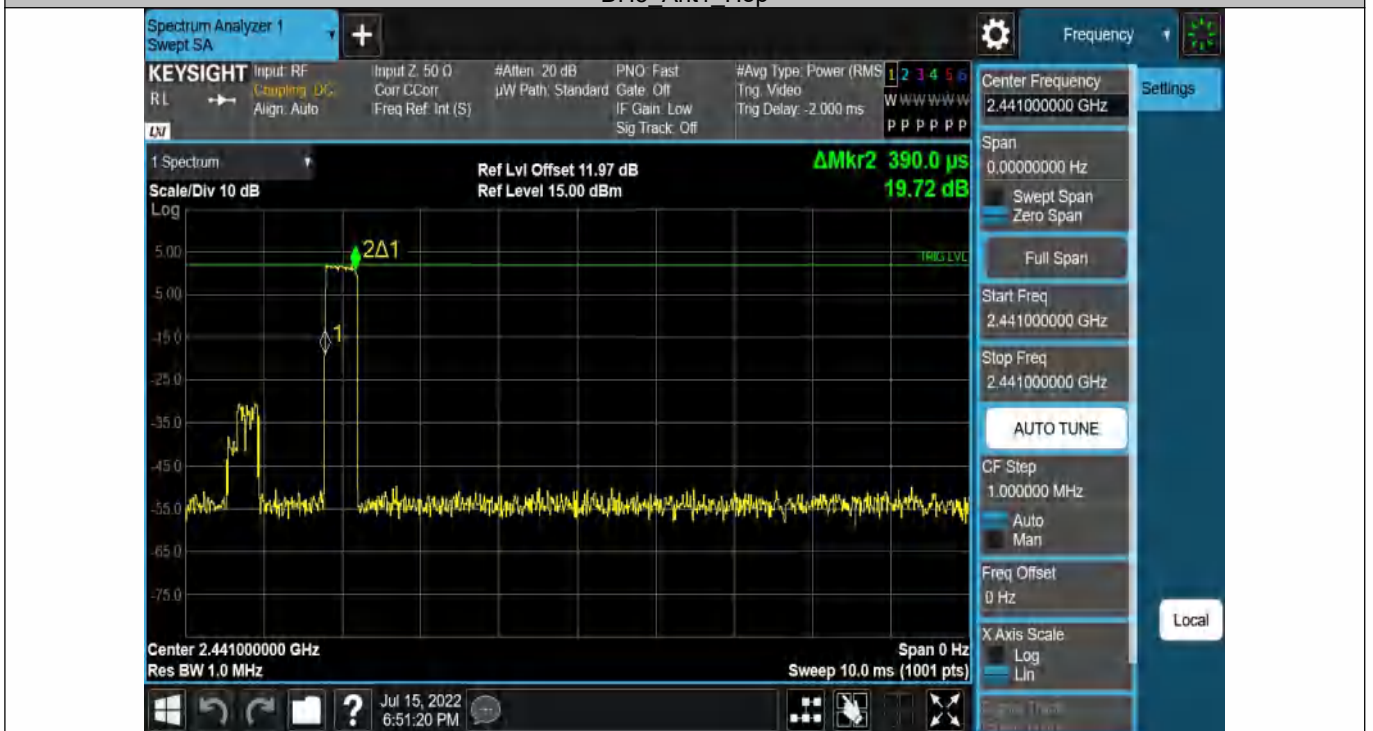 Spectrum Analyzer 1
Swept SA
+
Frequency
KEYSIGHT
RL
LXI
Input: RF
Coupling: DC
Align: Auto
Input Z: 50 Ω
Corr CCorr
Freq Ref: Int (S)
#Atten: 20 dB
µW Path: Standard
PNO: Fast
Gate: Off
IF Gain: Low
Sig Track: Off
#Avg Type: Power (RMS
Trig: Video
Trig Delay: -2.000 ms
1 2 3 4 5 6
W W W W W W
P P P P P P
Center Frequency
2.441000000 GHz
Settings
Span
0.00000000 Hz
Swept Span
Zero Span
Full Span
Start Freq
2.441000000 GHz
Stop Freq
2.441000000 GHz
AUTO TUNE
CF Step
1.000000 MHz
Auto
Man
Freq Offset
0 Hz
X Axis Scale
Log
Lin
Local
1 Spectrum
Scale/Div 10 dB
Log
Ref Lvl Offset 11.97 dB
Ref Level 15.00 dBm
ΔMkr2 390.0 µs
19.72 dB
5.00
-5.00
-15.0
-25.0
-35.0
-45.0
-55.0
-65.0
-75.0
2Δ1
1
TRIG LVL
Center 2.441000000 GHz
Res BW 1.0 MHz
Span 0 Hz
Sweep 10.0 ms (1001 pts)
?
Jul 15, 2022
6:51:20 PM